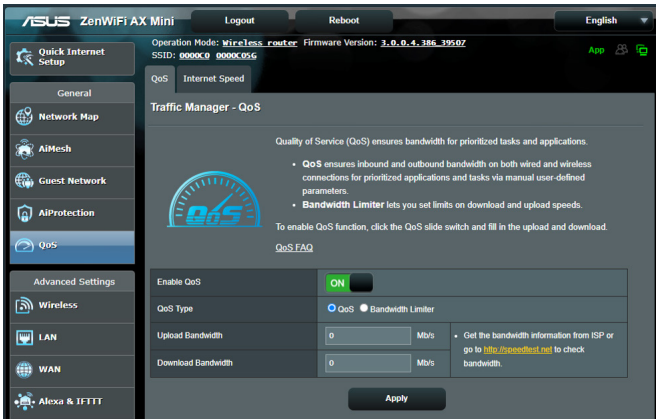 ASUS ZenWiFi AX Mini
Logout
Reboot
English
Quick Internet
Setup
General
Network Map
AiMesh
Guest Network
AiProtection
QoS
Advanced Settings
Wireless
LAN
WAN
Alexa & IFTTT
Operation Mode: Wireless router Firmware Version: 3.0.0.4.386_39507
SSID: 0000C0 0000C05G
App
QoS
Internet Speed
Traffic Manager - QoS
QoS
Quality of Service (QoS) ensures bandwidth for prioritized tasks and applications.
• QoS ensures inbound and outbound bandwidth on both wired and wireless
connections for prioritized applications and tasks via manual user-defined
parameters.
• Bandwidth Limiter lets you set limits on download and upload speeds.
To enable QoS function, click the QoS slide switch and fill in the upload and download.
QoS FAQ
Enable QoS
ON
QoS Type
QoS Bandwidth Limiter
Upload Bandwidth
0 Mb/s
Download Bandwidth
0 Mb/s
• Get the bandwidth information from ISP or
go to http://speedtest.net to check
bandwidth.
Apply